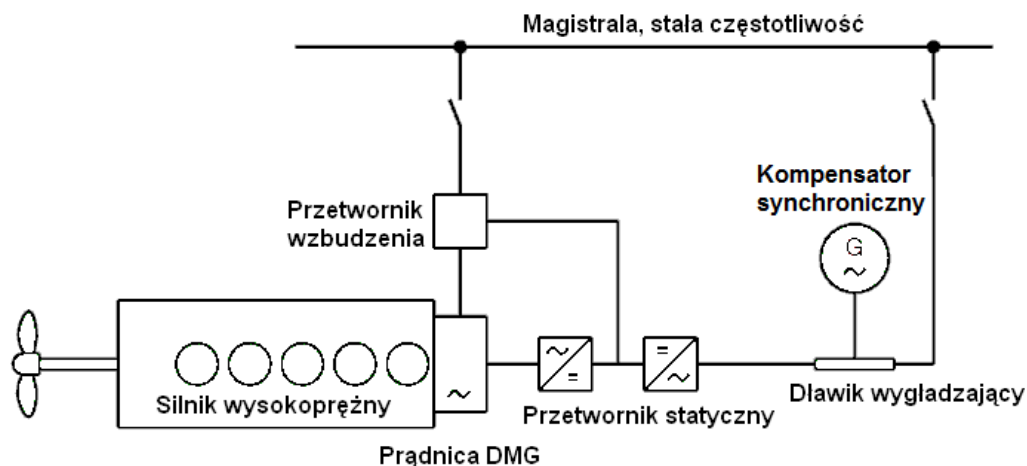 Magistrala, stała częstotliwość
Kompensator
synchroniczny
Przetwornik
wzbudzenia
G
~
Silnik wysokoprężny
~
~
=
=
~
Przetwornik statyczny
Dławik wygładzający
Prądnica DMG